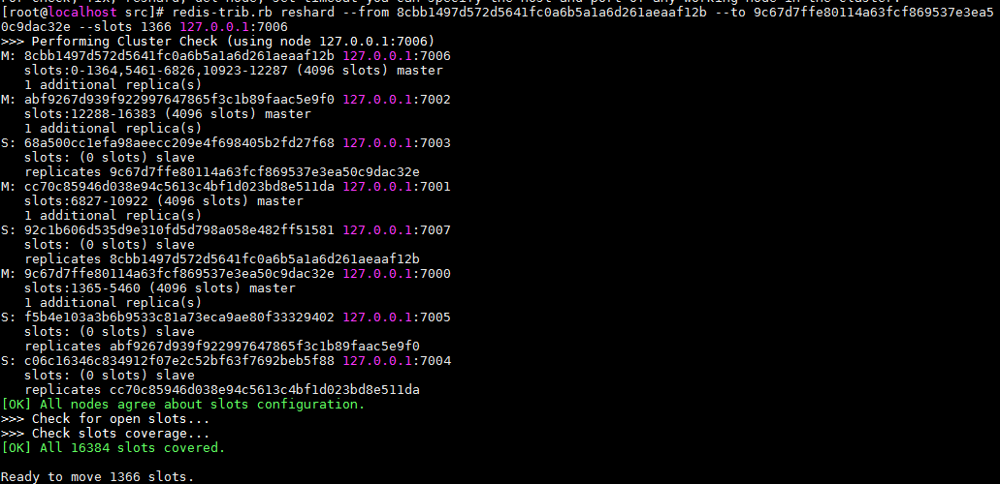 [root@localhost src]# redis-trib.rb reshard --from 8cbb1497d572d5641fc0a6b5a1a6d261aeaaf12b --to 9c67d7ffe80114a63fcf869537e3ea5
0c9dac32e --slots 1366 127.0.0.1:7006
>>> Performing Cluster Check (using node 127.0.0.1:7006)
M: 8cbb1497d572d5641fc0a6b5a1a6d261aeaaf12b 127.0.0.1:7006
   slots:0-1364,5461-6826,10923-12287 (4096 slots) master
   1 additional replica(s)
M: abf9267d939f922997647865f3c1b89faac5e9f0 127.0.0.1:7002
   slots:12288-16383 (4096 slots) master
   1 additional replica(s)
S: 68a500cc1efa98aeecc209e4f698405b2fd27f68 127.0.0.1:7003
   slots: (0 slots) slave
   replicates 9c67d7ffe80114a63fcf869537e3ea50c9dac32e
M: cc70c85946d038e94c5613c4bf1d023bd8e511da 127.0.0.1:7001
   slots:6827-10922 (4096 slots) master
   1 additional replica(s)
S: 92c1b606d535d9e310fd5d798a058e482ff51581 127.0.0.1:7007
   slots: (0 slots) slave
   replicates 8cbb1497d572d5641fc0a6b5a1a6d261aeaaf12b
M: 9c67d7ffe80114a63fcf869537e3ea50c9dac32e 127.0.0.1:7000
   slots:1365-5460 (4096 slots) master
   1 additional replica(s)
S: f5b4e103a3b6b9533c81a73eca9ae80f33329402 127.0.0.1:7005
   slots: (0 slots) slave
   replicates abf9267d939f922997647865f3c1b89faac5e9f0
S: c06c16346c834912f07e2c52bf63f7692beb5f88 127.0.0.1:7004
   slots: (0 slots) slave
   replicates cc70c85946d038e94c5613c4bf1d023bd8e511da
[OK] All nodes agree about slots configuration.
>>> Check for open slots...
>>> Check slots coverage...
[OK] All 16384 slots covered.

Ready to move 1366 slots.